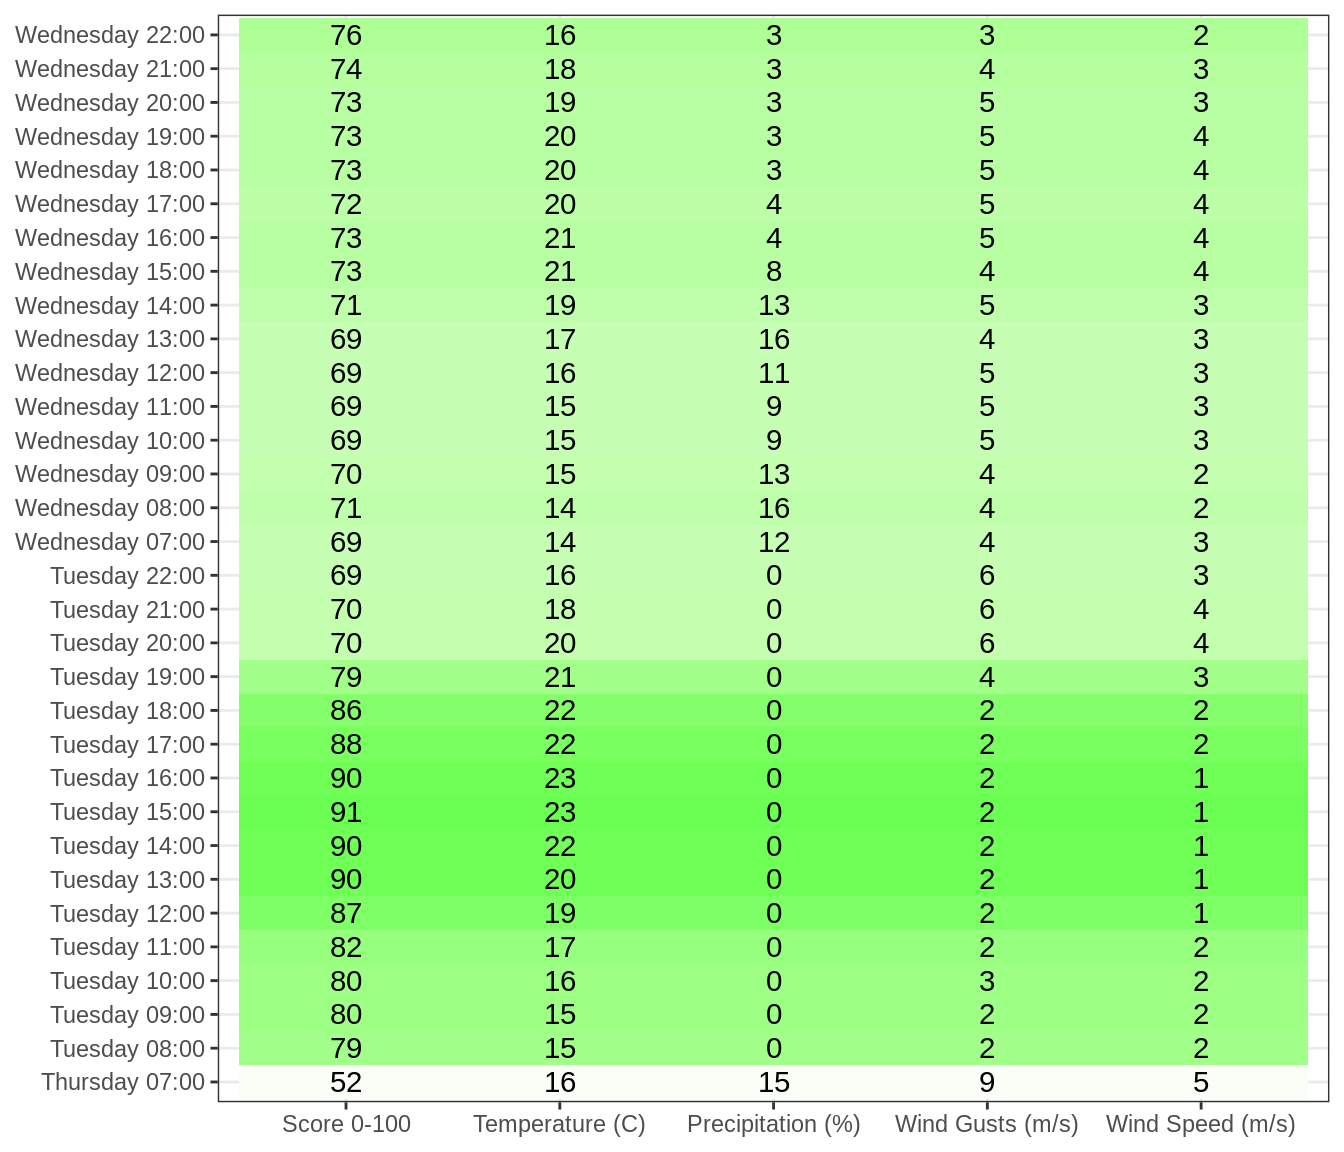 Wednesday 22:00 76 16 3 3 2
Wednesday 21:00 74 18 3 4 3
Wednesday 20:00 73 19 3 5 3
Wednesday 19:00 73 20 3 5 4
Wednesday 18:00 73 20 3 5 4
Wednesday 17:00 72 20 4 5 4
Wednesday 16:00 73 21 4 5 4
Wednesday 15:00 73 21 8 4 4
Wednesday 14:00 71 19 13 5 3
Wednesday 13:00 69 17 16 4 3
Wednesday 12:00 69 16 11 5 3
Wednesday 11:00 69 15 9 5 3
Wednesday 10:00 69 15 9 5 3
Wednesday 09:00 70 15 13 4 2
Wednesday 08:00 71 14 16 4 2
Wednesday 07:00 69 14 12 4 3
Tuesday 22:00 69 16 0 6 3
Tuesday 21:00 70 18 0 6 4
Tuesday 20:00 70 20 0 6 4
Tuesday 19:00 79 21 0 4 3
Tuesday 18:00 86 22 0 2 2
Tuesday 17:00 88 22 0 2 2
Tuesday 16:00 90 23 0 2 1
Tuesday 15:00 91 23 0 2 1
Tuesday 14:00 90 22 0 2 1
Tuesday 13:00 90 20 0 2 1
Tuesday 12:00 87 19 0 2 1
Tuesday 11:00 82 17 0 2 2
Tuesday 10:00 80 16 0 3 2
Tuesday 09:00 80 15 0 2 2
Tuesday 08:00 79 15 0 2 2
Thursday 07:00 52 16 15 9 5
Score 0-100 Temperature (C) Precipitation (%) Wind Gusts (m/s) Wind Speed (m/s)